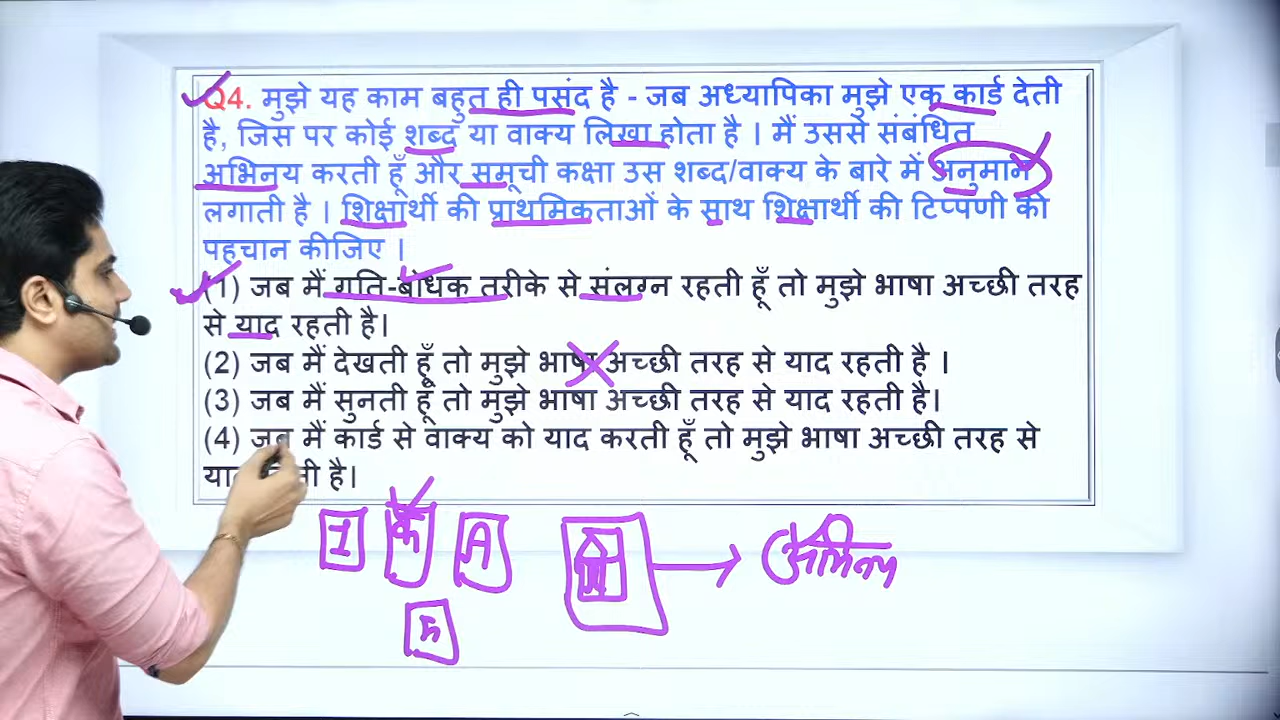 Q4. मुझे यह काम बहुत ही पसंद है - जब अध्यापिका मुझे एक कार्ड देती
है, जिस पर कोई शब्द या वाक्य लिखा होता है । मैं उससे संबंधित
अभिनय करती हूँ और समूची कक्षा उस शब्द/वाक्य के बारे में अनुमान
लगाती है । शिक्षार्थी की प्राथमिकताओं के साथ शिक्षार्थी की टिप्पणी को
पहचान कीजिए ।
(1) जब मैं गति-बोधक तरीके से संलग्न रहती हूँ तो मुझे भाषा अच्छी तरह
से याद रहती है।
(2) जब मैं देखती हूँ तो मुझे भाषा अच्छी तरह से याद रहती है ।
(3) जब मैं सुनती हूँ तो मुझे भाषा अच्छी तरह से याद रहती है।
(4) जब मैं कार्ड से वाक्य को याद करती हूँ तो मुझे भाषा अच्छी तरह से
है।
1 क A
अभिनय